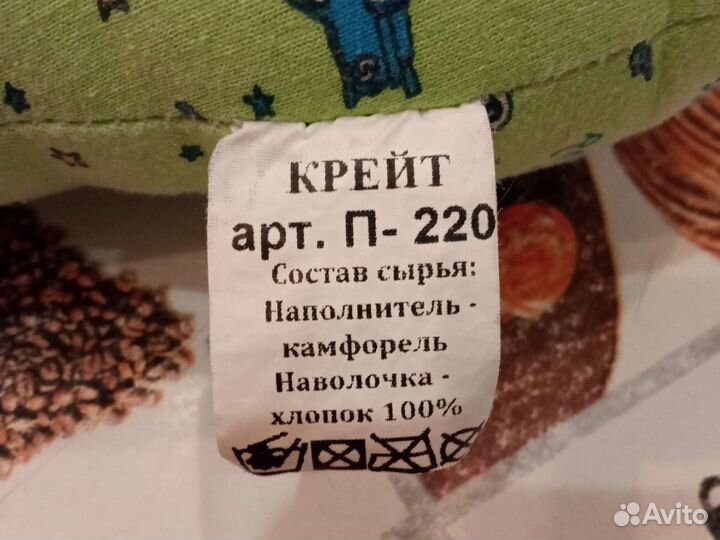 КРЕЙТ
арт. П- 220
Состав сырья:
Наполнитель -
камфорель
Наволочка -
хлопок 100%
Avito